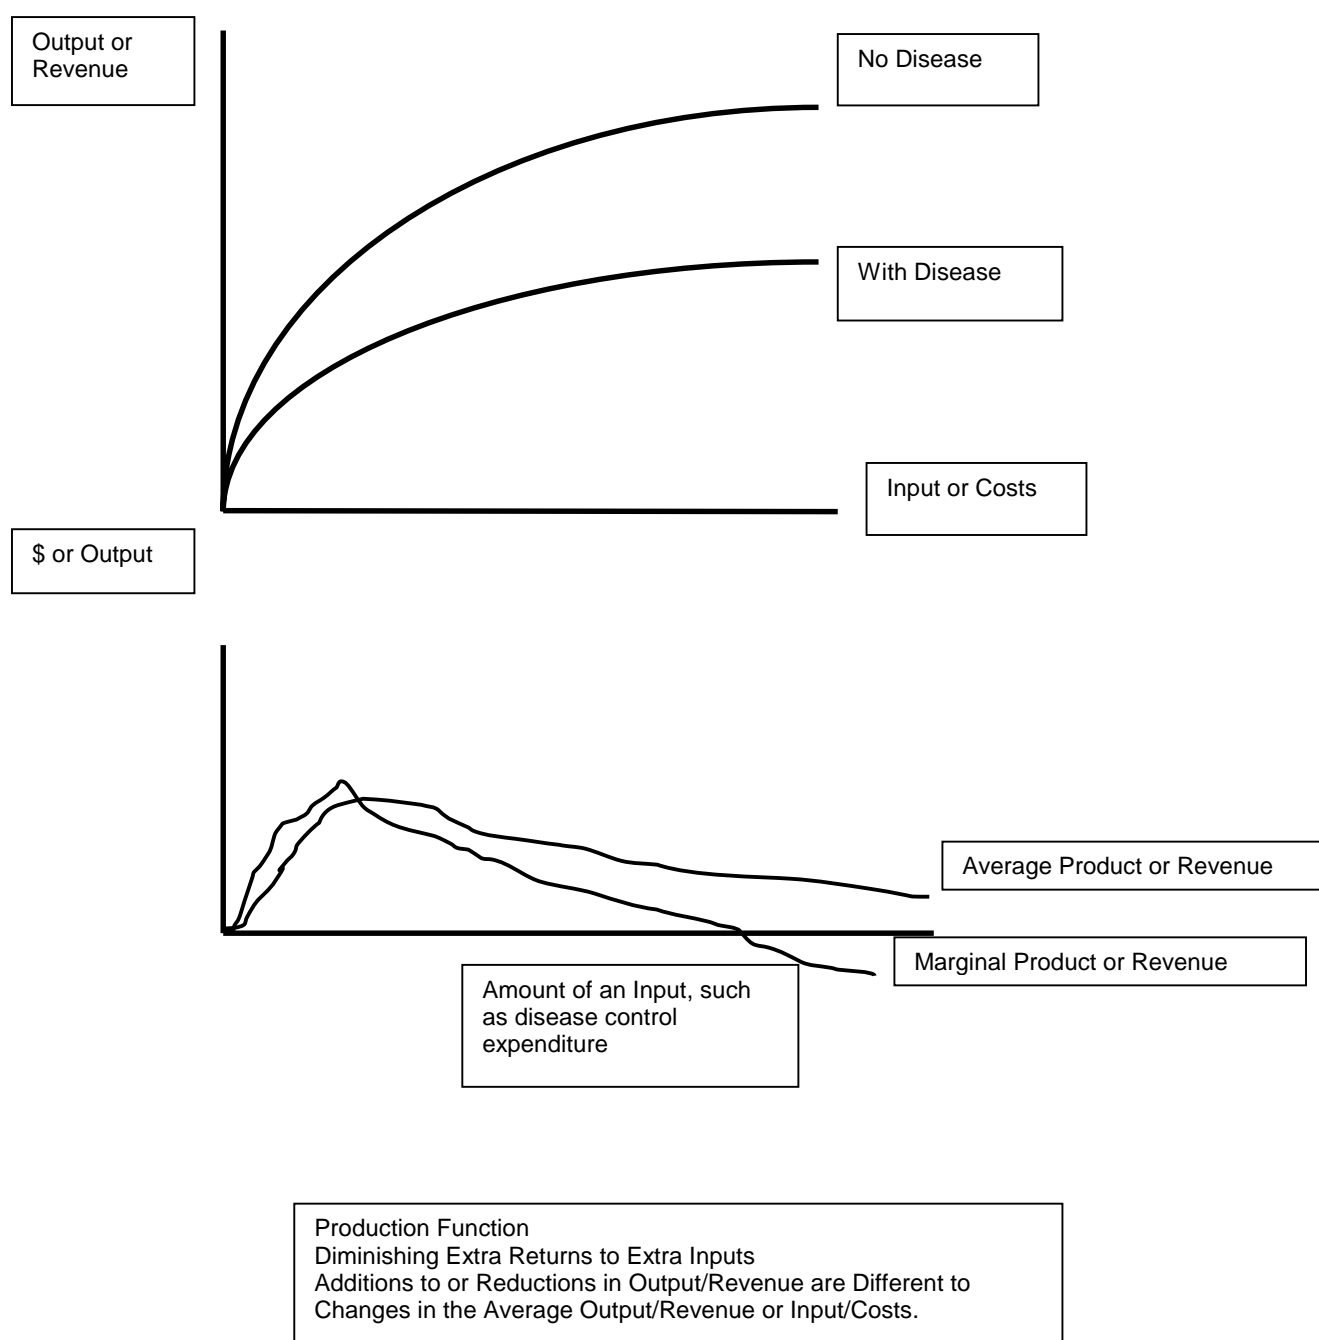 Output or
Revenue
No Disease
With Disease
Input or Costs
$ or Output
Average Product or Revenue
Marginal Product or Revenue
Amount of an Input, such
as disease control
expenditure
Production Function
Diminishing Extra Returns to Extra Inputs
Additions to or Reductions in Output/Revenue are Different to
Changes in the Average Output/Revenue or Input/Costs.